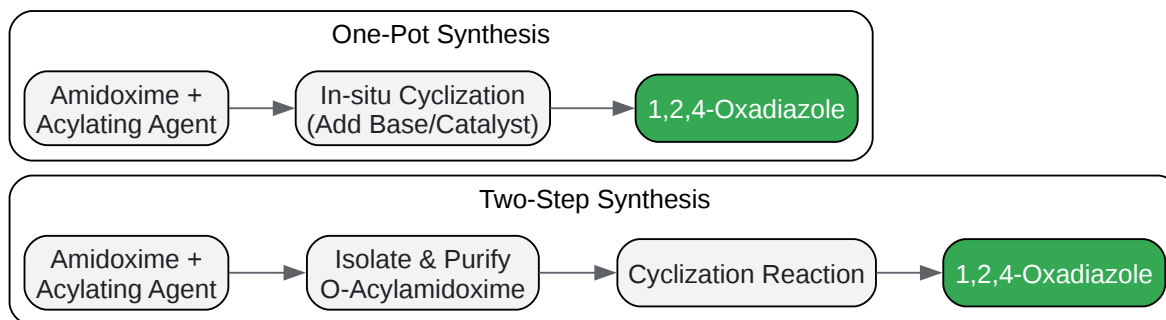 One-Pot Synthesis
Amidoxime +
Acylating Agent
In-situ Cyclization
(Add Base/Catalyst)
1,2,4-Oxadiazole
Two-Step Synthesis
Amidoxime +
Acylating Agent
Isolate & Purify
O-Acylamidoxime
Cyclization Reaction
1,2,4-Oxadiazole